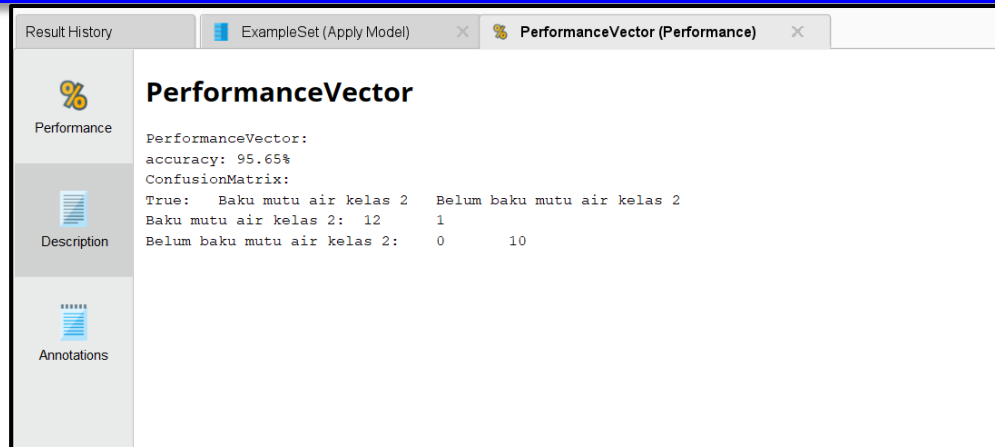 Result History
ExampleSet (Apply Model)
PerformanceVector (Performance)
%
Performance
Description
Annotations
PerformanceVector
PerformanceVector:
accuracy: 95.65%
ConfusionMatrix:
True: Baku mutu air kelas 2 Belum baku mutu air kelas 2
Baku mutu air kelas 2: 12 1
Belum baku mutu air kelas 2: 0 10